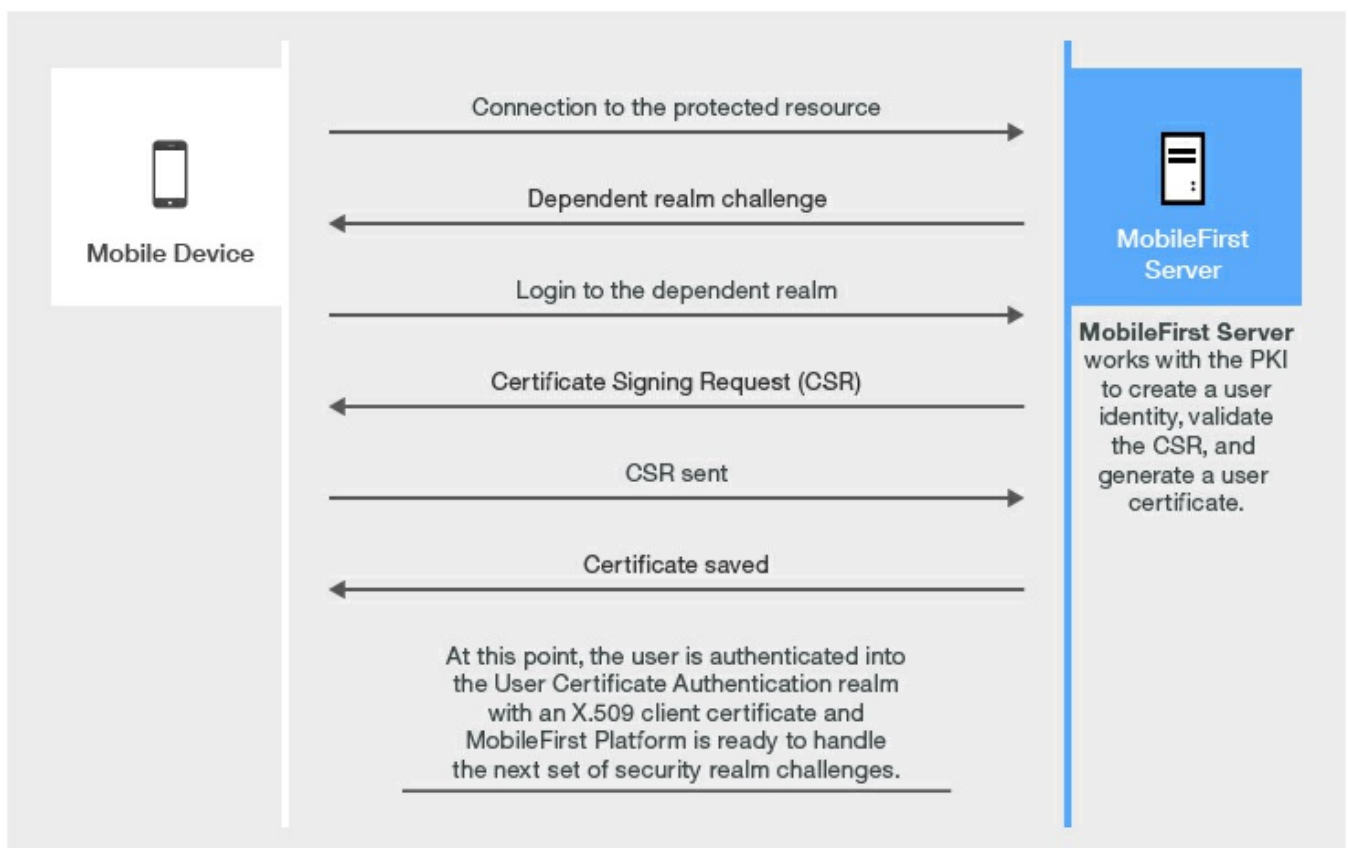 Connection to the protected resource
Dependent realm challenge
Mobile Device
MobileFirst
Server
Login to the dependent realm
MobileFirst Server
works with the PKI
to create a user
identity, validate
the CSR, and
generate a user
certificate.
Certificate Signing Request (CSR)
CSR sent
Certificate saved
At this point, the user is authenticated into
the User Certificate Authentication realm
with an X.509 client certificate and
MobileFirst Platform is ready to handle
the next set of security realm challenges.